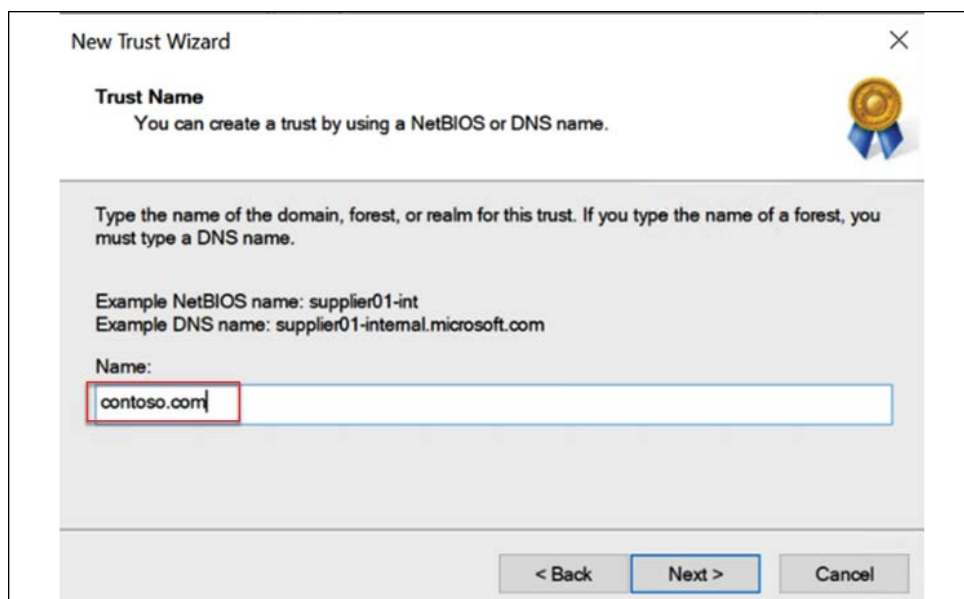 New Trust Wizard
Trust Name
You can create a trust by using a NetBIOS or DNS name.
Type the name of the domain, forest, or realm for this trust. If you type the name of a forest, you
must type a DNS name.
Example NetBIOS name: supplier01-int
Example DNS name: supplier01-internal.microsoft.com
Name:
contoso.com
< Back Next > Cancel